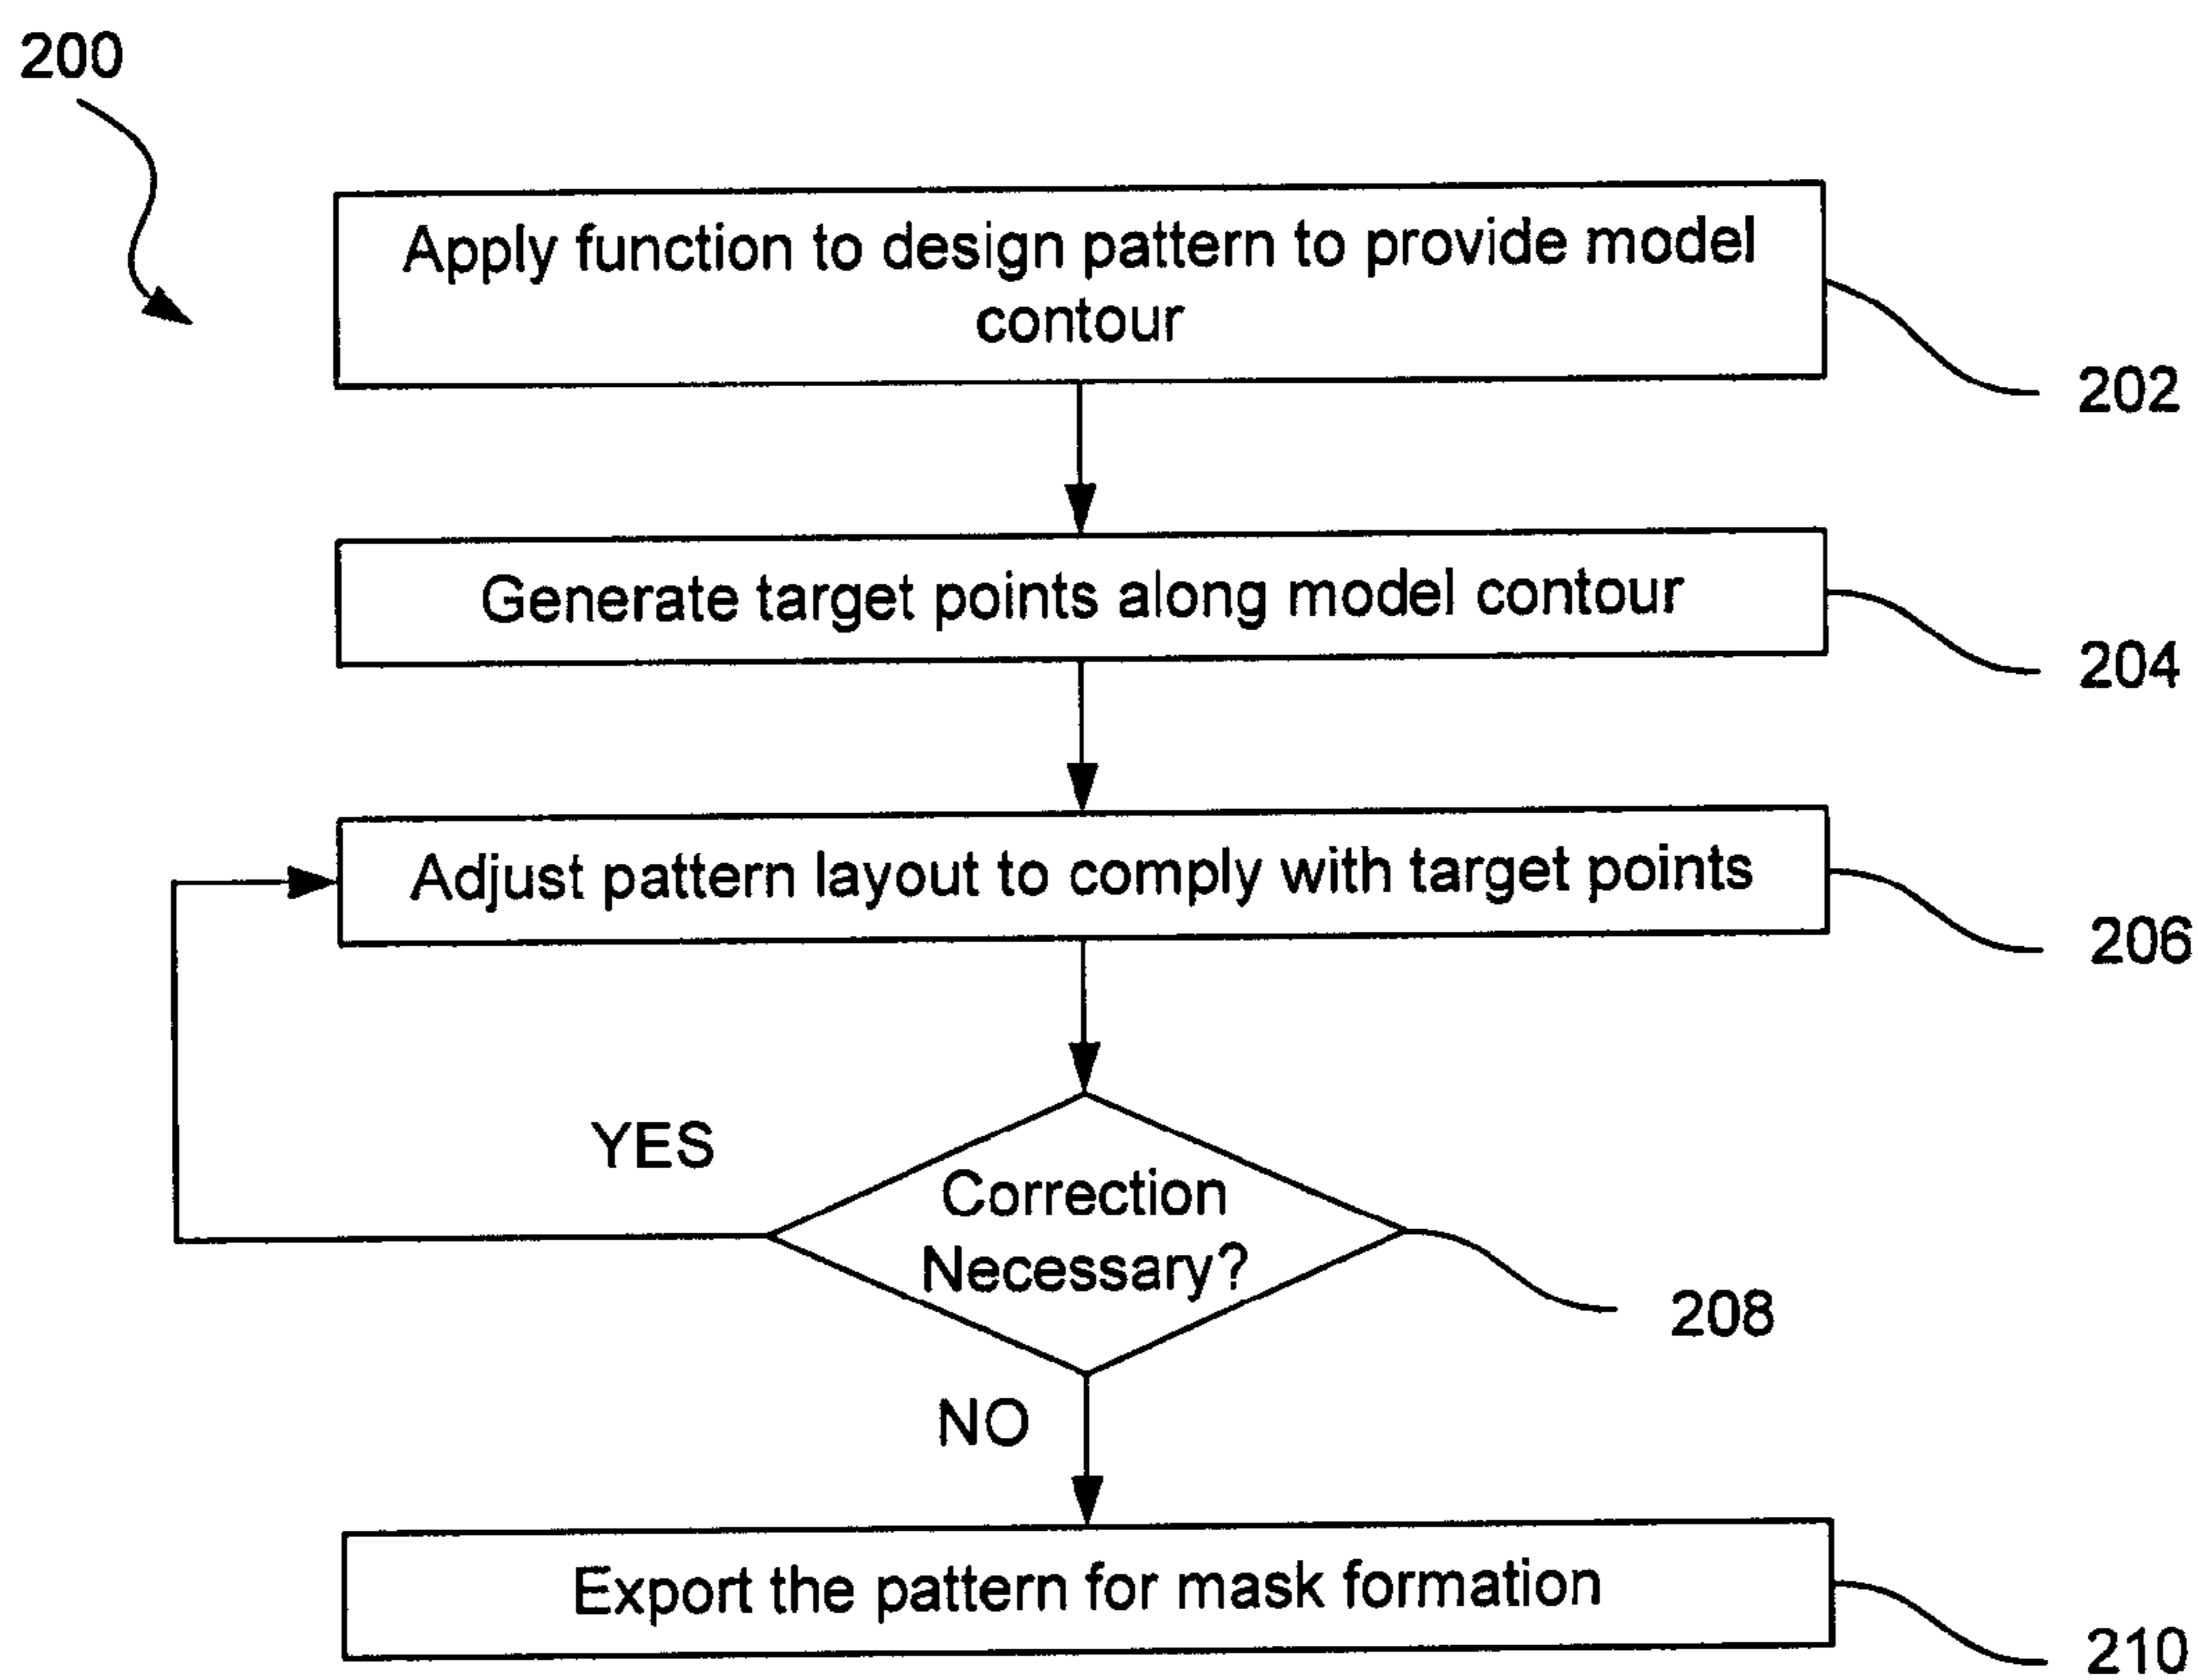 200
Apply function to design pattern to provide model
contour
202
Generate target points along model contour
204
Adjust pattern layout to comply with target points
206
YES
Correction
Necessary?
208
NO
Export the pattern for mask formation
210